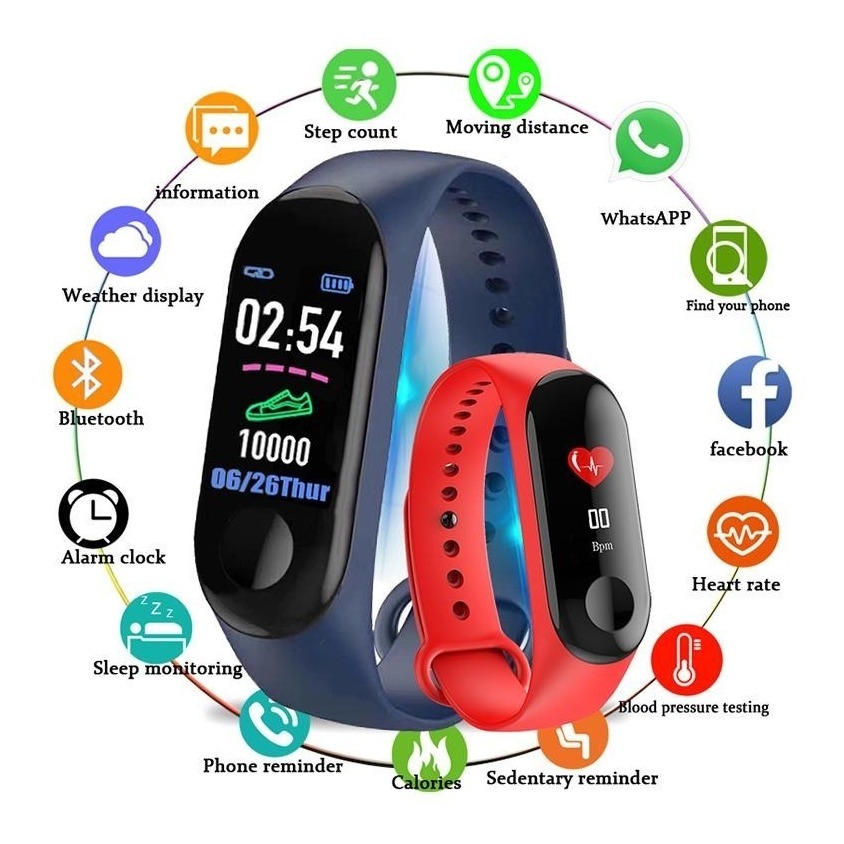 Step count
Moving distance
information
WhatsAPP
Weather display
Find your phone
Bluetooth
facebook
Alarm clock
Heart rate
Sleep monitoring
Blood pressure testing
Phone reminder
Calories
Sedentary reminder
02:54
10000
06/26Thur
00
Bpm
z z z
f